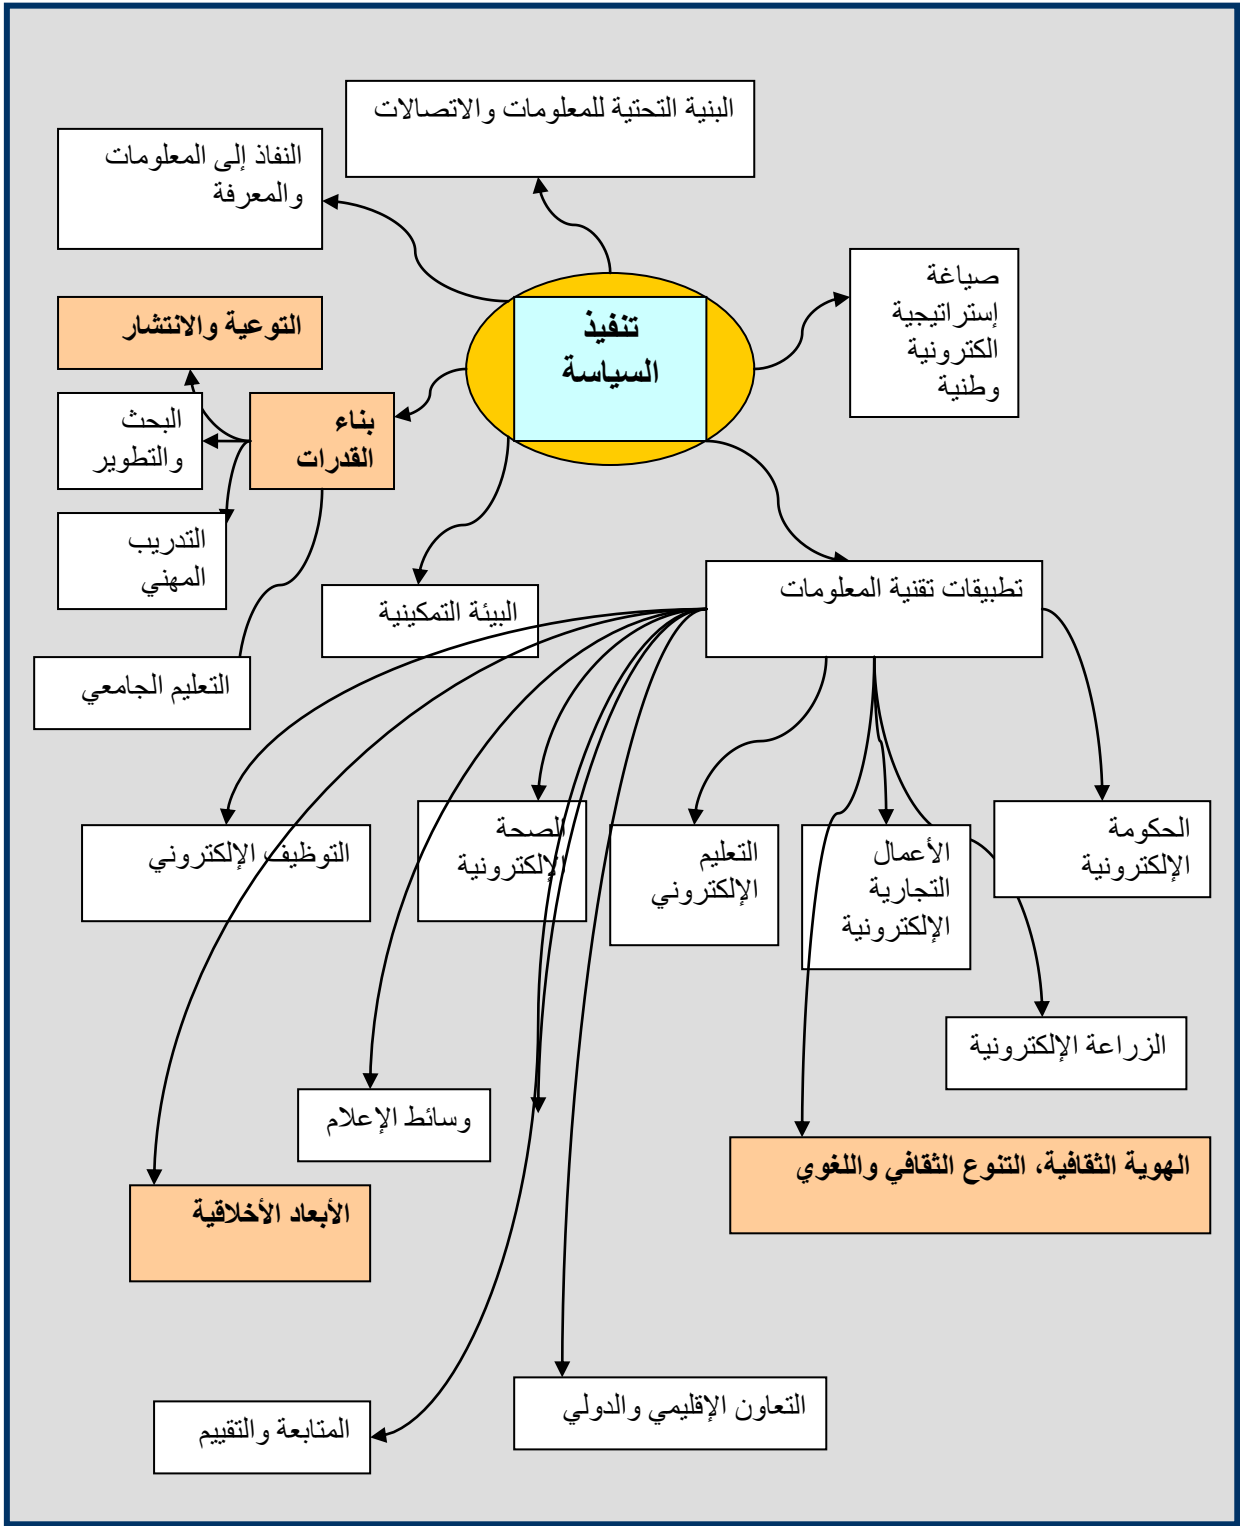 البنية التحتية للمعلومات والاتصالات
النفاذ إلى المعلومات
والمعرفة
صياغة
إستراتيجية
الكترونية
وطنية
التوعية والانتشار
تنفيذ
السياسة
بناء
القدرات
البحث
والتطوير
التدريب
المهني
تطبيقات تقنية المعلومات
البيئة التمكينية
التعليم الجامعي
الحكومة
الإلكترونية
الأعمال
التجارية
الإلكترونية
التعليم
الإلكتروني
الصحة
الإلكترونية
التوظيف الإلكتروني
الزراعة الإلكترونية
وسائط الإعلام
الهوية الثقافية، التنوع الثقافي واللغوي
الأبعاد الأخلاقية
التعاون الإقليمي والدولي
المتابعة والتقييم